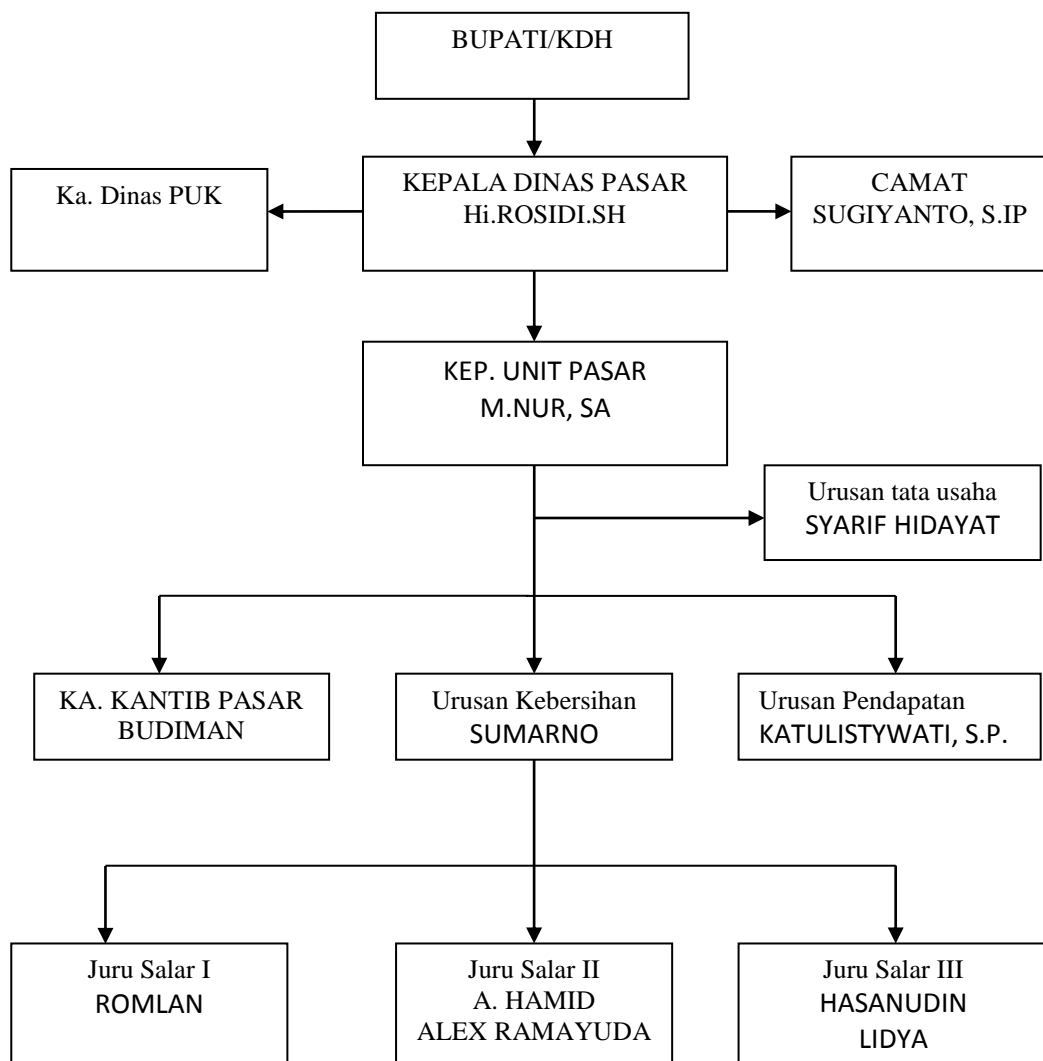 BUPATI/KDH
Ka. Dinas PUK
KEPALA DINAS PASAR
Hi.ROSIDI.SH
CAMAT
SUGIYANTO, S.IP
KEP. UNIT PASAR
M.NUR, SA
Urusan tata usaha
SYARIF HIDAYAT
KA. KANTIB PASAR
BUDIMAN
Urusan Kebersihan
SUMARNO
Urusan Pendapatan
KATULISTYWATI, S.P.
Juru Salar I
ROMLAN
Juru Salar II
A. HAMID
ALEX RAMAYUDA
Juru Salar III
HASANUDIN
LIDYA